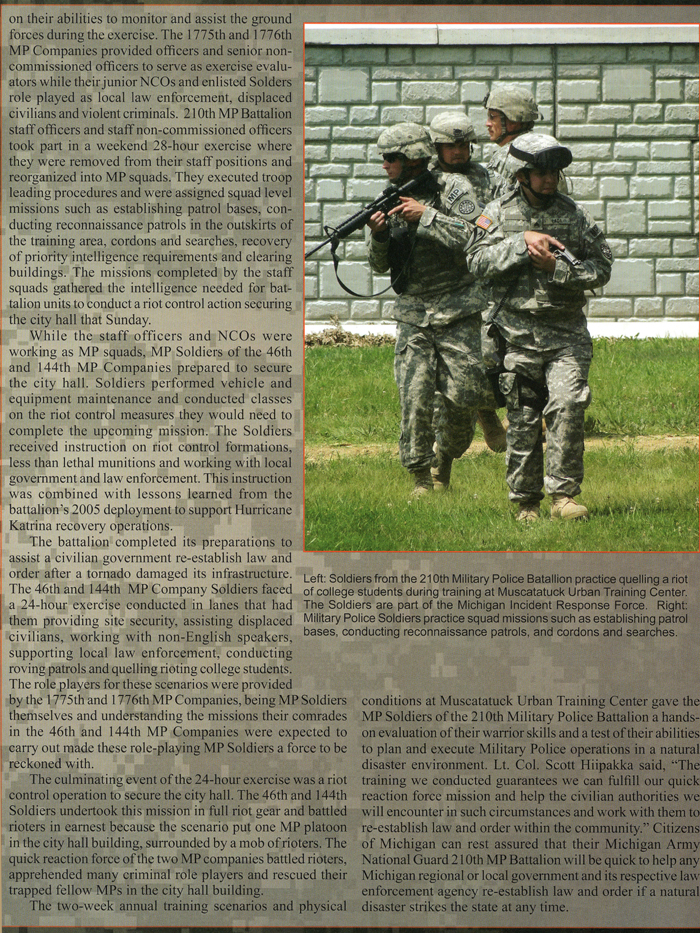 on their abilities to monitor and assist the ground
forces during the exercise. The 1775th and 1776th
MP Companies provided officers and senior non-
commissioned officers to serve as exercise evalu-
ators while their junior NCOs and enlisted Solders
role played as local law enforcement, displaced
civilians and violent criminals. 210th MP Battalion
staff officers and staff non-commissioned officers
took part in a weekend 28-hour exercise where
they were removed from their staff positions and
reorganized into MP squads. They executed troop
leading procedures and were assigned squad level
missions such as establishing patrol bases, con-
ducting reconnaissance patrols in the outskirts of
the training area, cordons and searches, recovery
of priority intelligence requirements and clearing
buildings. The missions completed by the staff
squads gathered the intelligence needed for bat-
talion units to conduct a riot control action securing
the city hall that Sunday.
While the staff officers and NCOs were
working as MP squads, MP Soldiers of the 46th
and 144th MP Companies prepared to secure
the city hall. Soldiers performed vehicle and
equipment maintenance and conducted classes
on the riot control measures they would need to
complete the upcoming mission. The Soldiers
received instruction on riot control formations,
less than lethal munitions and working with local
government and law enforcement. This instruction
was combined with lessons learned from the
battalion's 2005 deployment to support Hurricane
Katrina recovery operations.
The battalion completed its preparations to
assist a civilian government re-establish law and
order after a tornado damaged its infrastructure.
The 46th and 144th MP Company Soldiers faced
a 24-hour exercise conducted in lanes that had
them providing site security, assisting displaced
civilians, working with non-English speakers,
supporting local law enforcement, conducting
roving patrols and quelling rioting college students.
The role players for these scenarios were provided
by the 1775th and 1776th MP Companies, being MP Soldiers
themselves and understanding the missions their comrades
in the 46th and 144th MP Companies were expected to
carry out made these role-playing MP Soldiers a force to be
reckoned with.
The culminating event of the 24-hour exercise was a riot
control operation to secure the city hall. The 46th and 144th
Soldiers undertook this mission in full riot gear and battled
rioters in earnest because the scenario put one MP platoon
in the city hall building, surrounded by a mob of rioters. The
quick reaction force of the two MP companies battled rioters,
apprehended many criminal role players and rescued their
trapped fellow MPs in the city hall building.
The two-week annual training scenarios and physical
MP
Left: Soldiers from the 210th Military Police Batallion practice quelling a riot
of college students during training at Muscatatuck Urban Training Center.
The Soldiers are part of the Michigan Incident Response Force. Right:
Military Police Soldiers practice squad missions such as establishing patrol
bases, conducting reconnaissance patrols, and cordons and searches.
conditions at Muscatatuck Urban Training Center gave the
MP Soldiers of the 210th Military Police Battalion a hands-
on evaluation of their warrior skills and a test of their abilities
to plan and execute Military Police operations in a natural
disaster environment. Lt. Col. Scott Hiipakka said, “The
training we conducted guarantees we can fulfill our quick
reaction force mission and help the civilian authorities we
will encounter in such circumstances and work with them to
re-establish law and order within the community.” Citizens
of Michigan can rest assured that their Michigan Army
National Guard 210th MP Battalion will be quick to help any
Michigan regional or local government and its respective law
enforcement agency re-establish law and order if a natural
disaster strikes the state at any time.